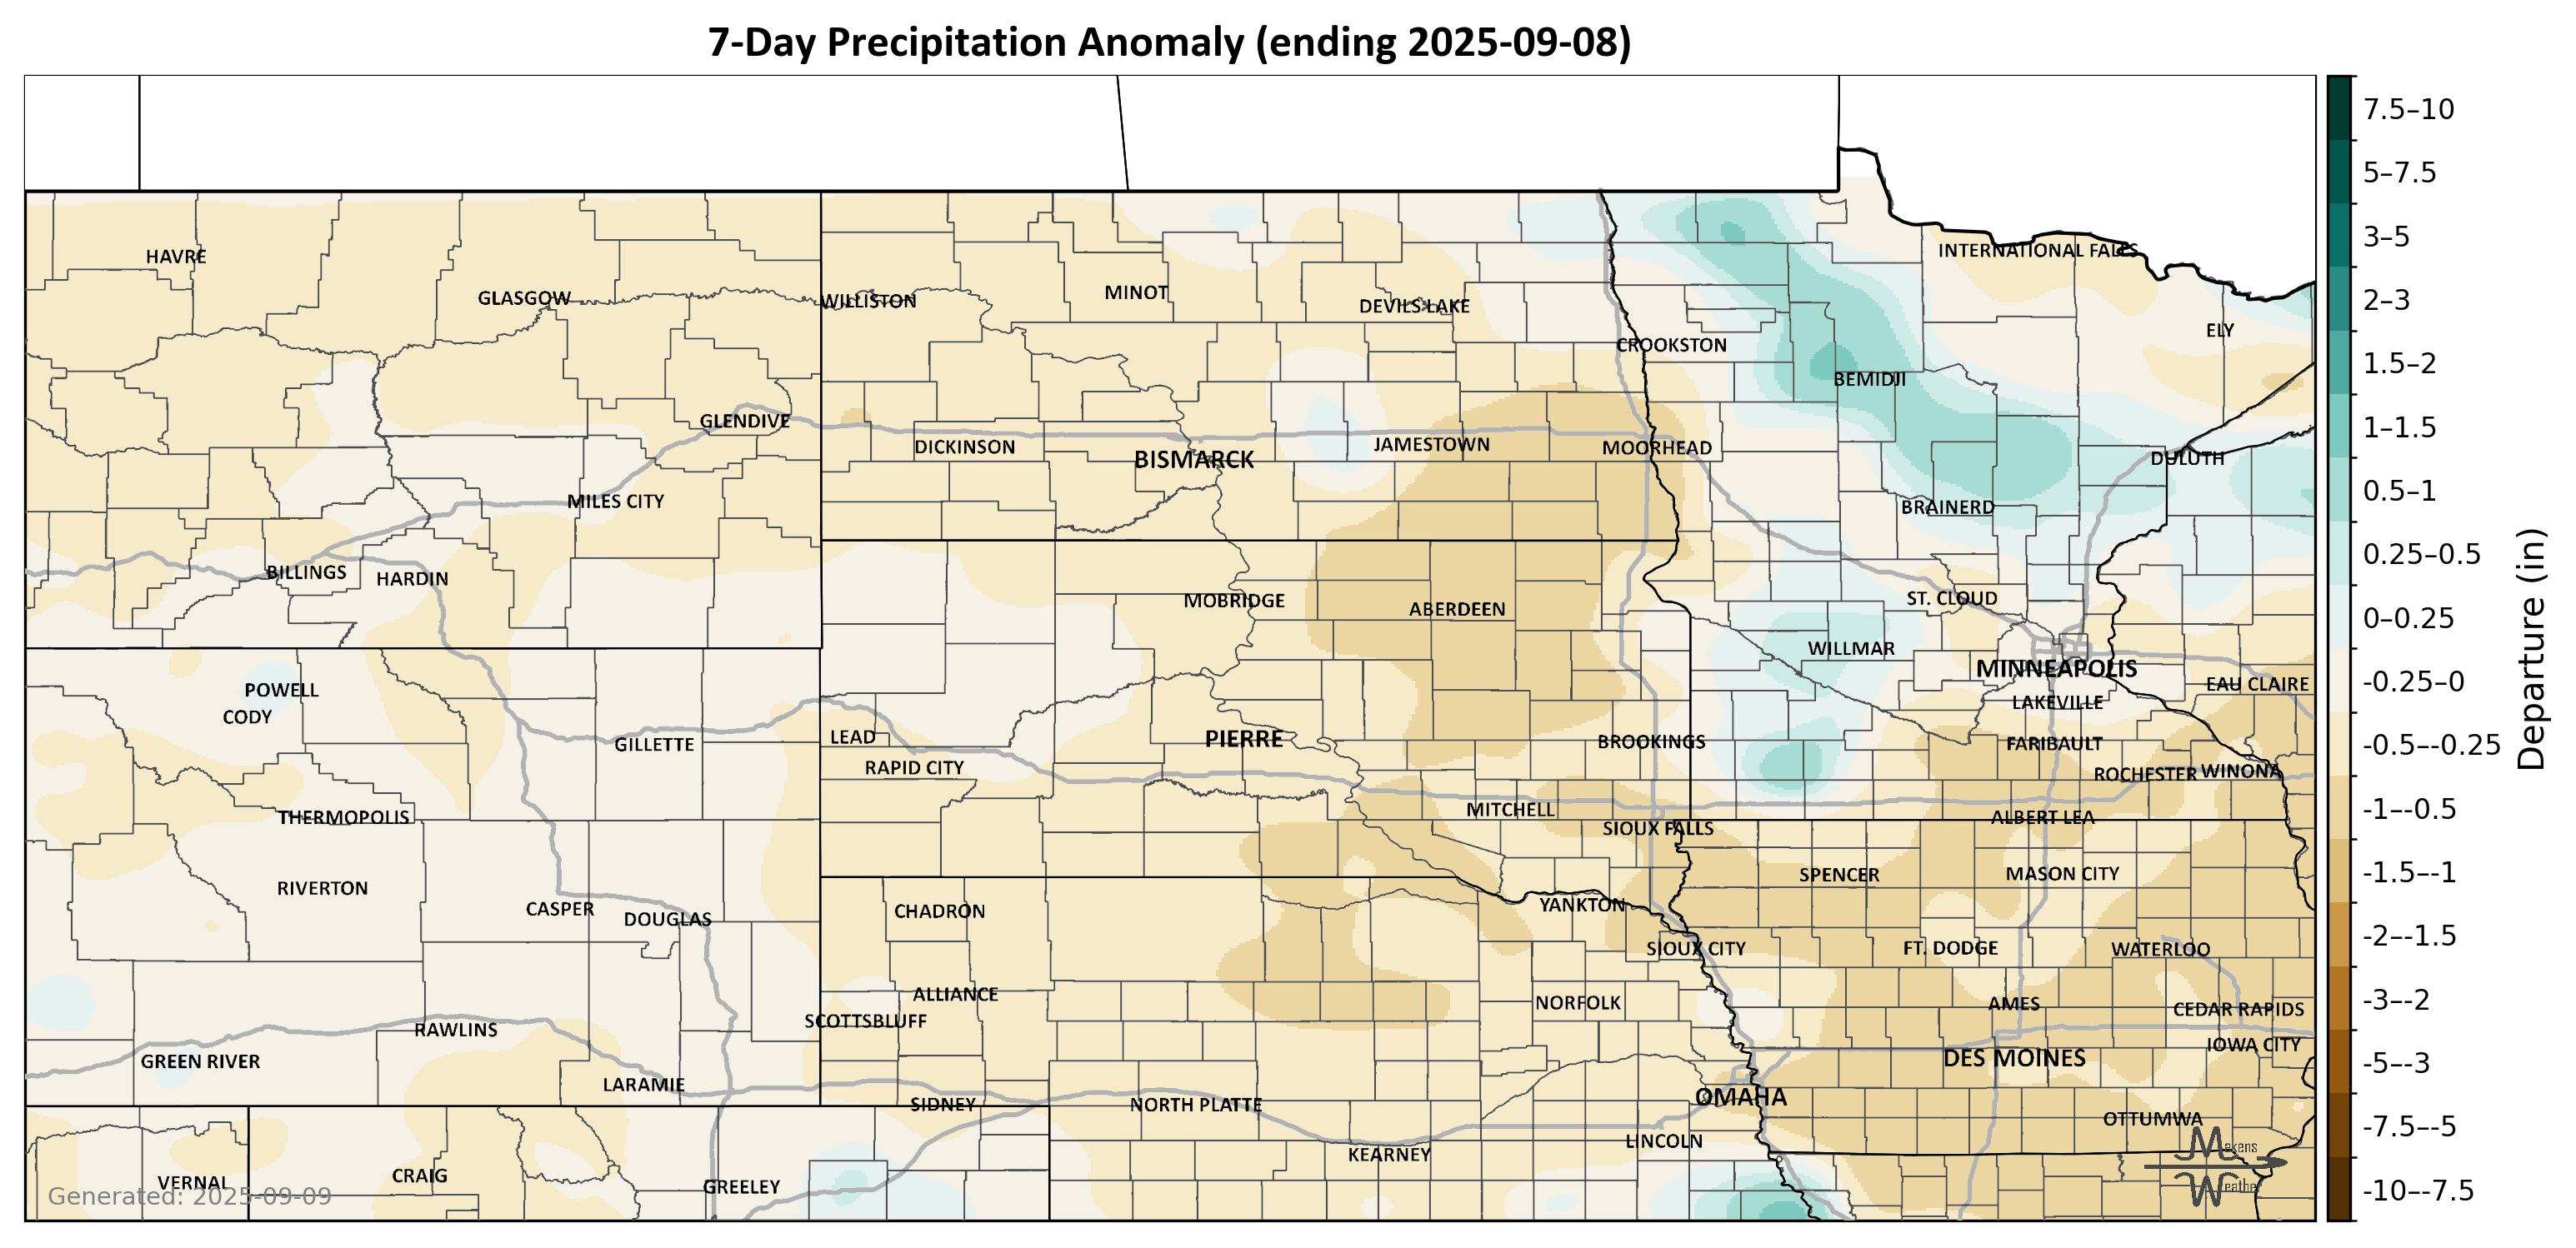 7-Day Precipitation Anomaly (ending 2025-09-08)
HAVRE
INTERNATIONAL FALLS
GLASGOW
WILLISTON
MINOT
DEVILS LAKE
ELY
CROOKSTON
BEMIDJI
GLENDIVE
DICKINSON
BISMARCK
JAMESTOWN
MOORHEAD
DULUTH
MILES CITY
BRAINERD
BILLINGS
HARDIN
MOBRIDGE
ABERDEEN
ST. CLOUD
WILLMAR
MINNEAPOLIS
POWELL
EAU CLAIRE
CODY
LAKEVILLE
GILLETTE
LEAD
PIERRE
BROOKINGS
FARIBAULT
RAPID CITY
ROCHESTER
WINONA
THERMOPOLIS
MITCHELL
ALBERT LEA
SIOUX FALLS
RIVERTON
SPENCER
MASON CITY
CASPER
DOUGLAS
CHADRON
YANKTON
SIOUX CITY
FT. DODGE
WATERLOO
ALLIANCE
NORFOLK
AMES
CEDAR RAPIDS
SCOTTSBLUFF
RAWLINS
GREEN RIVER
DES MOINES
IOWA CITY
LARAMIE
SIDNEY
NORTH PLATTE
OMAHA
OTTUMWA
LINCOLN
KEARNEY
VERNAL
CRAIG
GREELEY
Generated: 2025-09-09
Makens
Weather
7.5–10
5–7.5
3–5
2–3
1.5–2
1–1.5
0.5–1
0.25–0.5
0–0.25
-0.25–0
-0.5–-0.25
-1–-0.5
-1.5–-1
-2–-1.5
-3–-2
-5–-3
-7.5–-5
-10–-7.5
Departure (in)